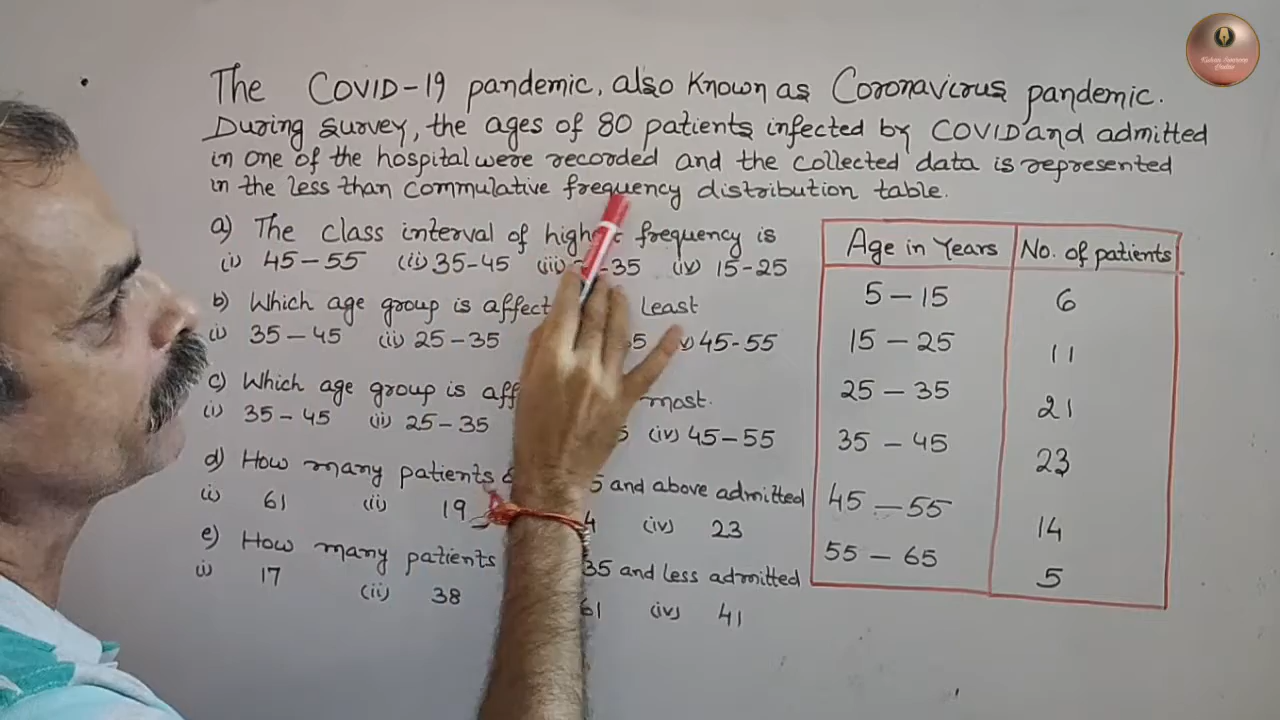 The COVID-19 pandemic, also Known as Coronavirus pandemic.
During survey, the ages of 80 patients infected by COVID and admitted
in one of the hospital were recorded and the collected data is represented
in the less than commulative frequency distribution table.
a) The class interval of frequency is
(i) 45-55 (ii) 35-45 (iii) -35 (iv) 15-25
b) Which age group is least
(i) 35-45 (ii) 25-35 5 45-55
c) Which age group is most.
(i) 35-45 (ii) 25-35 5 (iv) 45-55
d) How many patients 5 and above admitted
(i) 61 (ii) 19 4 (iv) 23
e) How many patients 35 and less admitted
(i) 17 (ii) 38 61 (iv) 41
Age in Years No. of patients
5-15 6
15-25 11
25-35 21
35-45 23
45-55 14
55-65 5